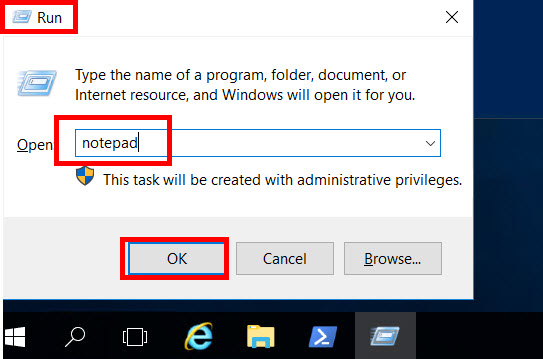 Run
Type the name of a program, folder, document, or
Internet resource, and Windows will open it for you.
Open:
notepad
This task will be created with administrative privileges.
OK
Cancel
Browse...